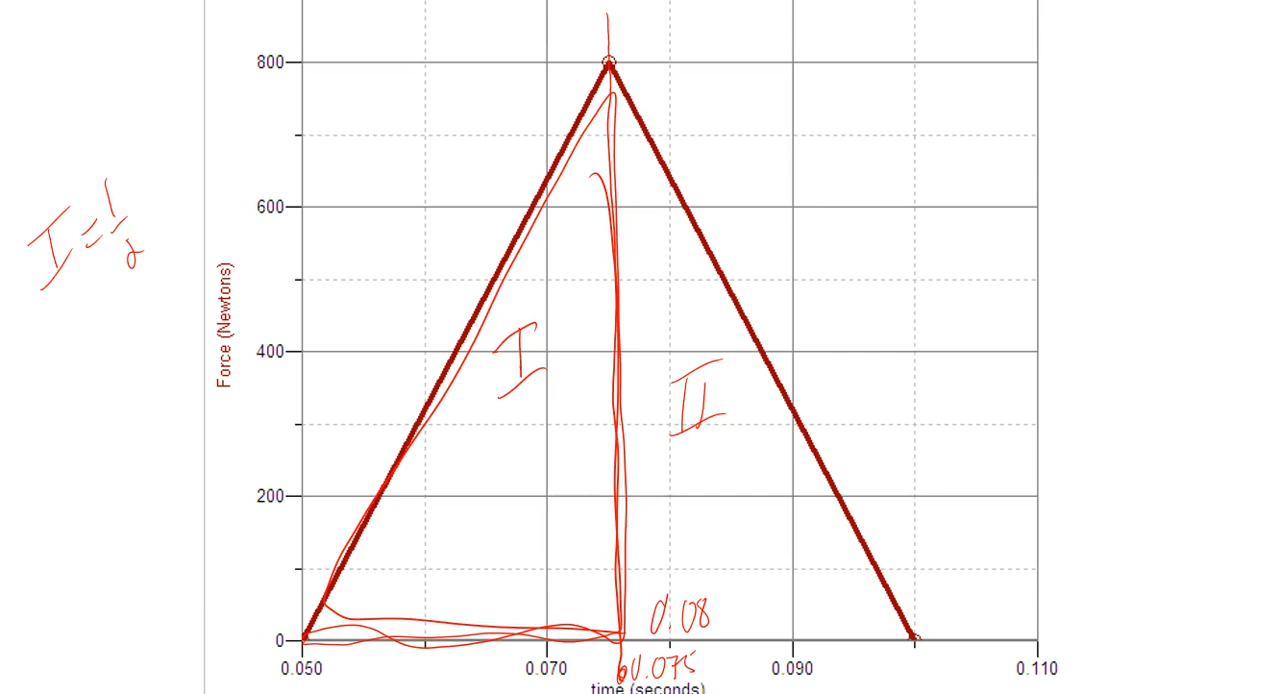 800
600
400
200
0
Force (Newtons)
I = 1/2
I
II
0.08
0.075
0.050 0.070 0.090 0.110
time (seconds)